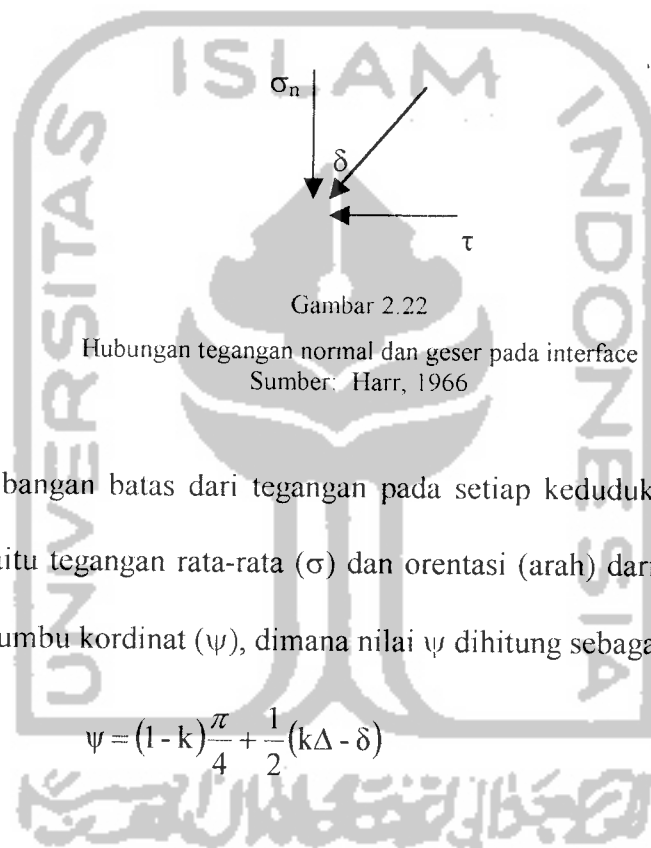 ISLAM
UNIVERSITAS
INDONESIA
σn
δ
τ
Gambar 2.22
Hubungan tegangan normal dan geser pada interface
Sumber: Harr, 1966
bangan batas dari tegangan pada setiap keduduk
aitu tegangan rata-rata (σ) dan orentasi (arah) dari
umbu kordinat (ψ), dimana nilai ψ dihitung sebaga
ψ = (1 - k) π/4 + 1/2 (kΔ - δ)